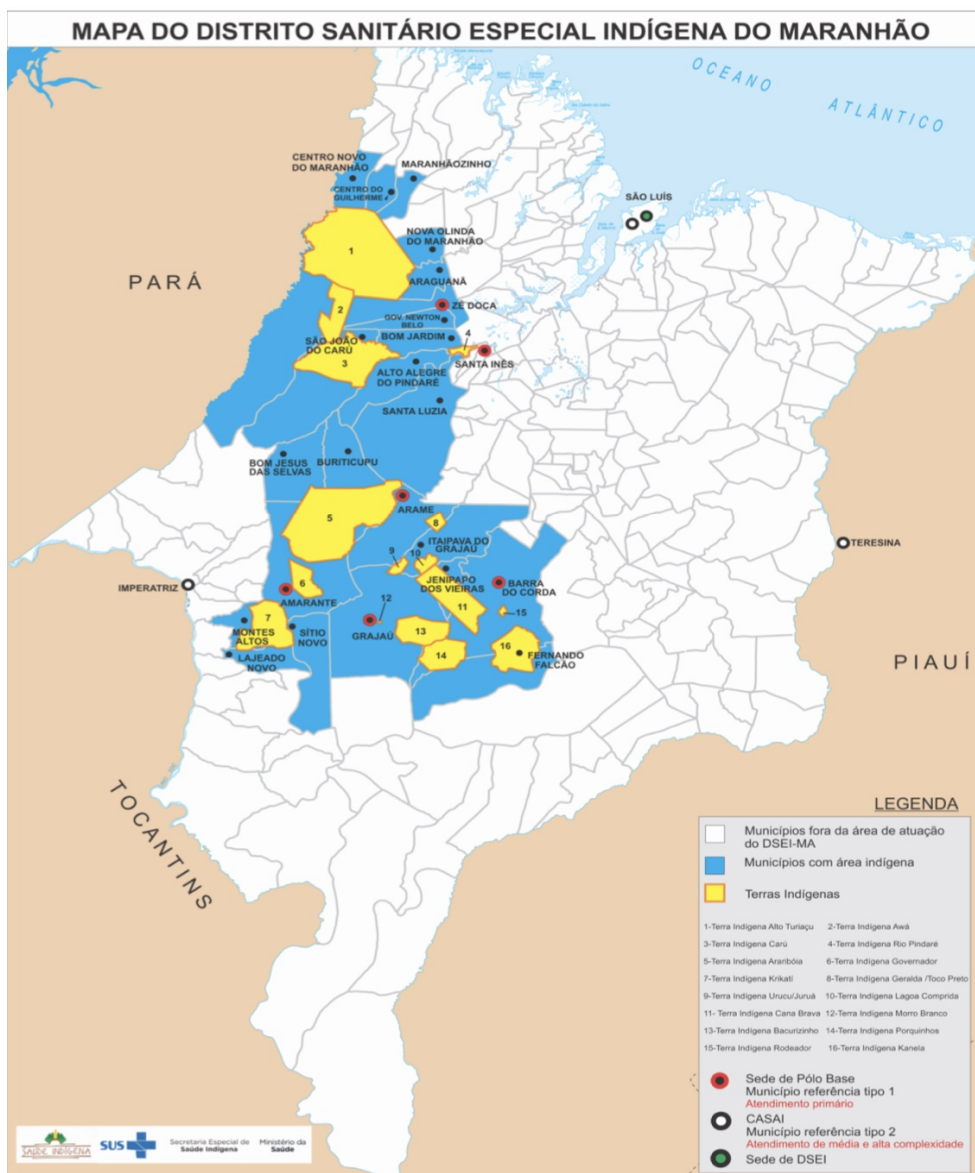 MAPA DO DISTRITO SANITÁRIO ESPECIAL INDÍGENA DO MARANHÃO
OCEANO
ATLÂNTICO
CENTRO NOVO
DO MARANHÃO
MARANHÃOZINHO
CENTRO DO
GUILHERME
SÃO LUÍS
NOVA OLINDA
DO MARANHÃO
1
PARÁ
ARAGUANÃ
2
ZÉ DOCA
GOV. NEWTON
BELO
4
SÃO JOÃO
DO CARÚ
BOM JARDIM
3
SANTA INÊS
ALTO ALEGRE
DO PINDARÉ
SANTA LUZIA
BOM JESUS
DAS SELVAS
BURITICUPU
ARAME
5
8
ITAIPAVA DO
GRAJAÚ
TERESINA
9
10
IMPERATRIZ
6
JENIPAPO
DOS VIEIRAS
BARRA
DO CORDA
AMARANTE
12
11
15
7
MONTES
ALTOS
SÍTIO
NOVO
GRAJAÚ
13
16
LAJEADO
NOVO
14
FERNANDO
FALCÃO
PIAUÍ
TOCANTINS
LEGENDA
Municípios fora da área de atuação
do DSEI-MA
Municípios com área indígena
Terras Indígenas
1-Terra Indígena Alto Turiaçu 2-Terra Indígena Awá
3-Terra Indígena Carú 4-Terra Indígena Rio Pindaré
5-Terra Indígena Araribóia 6-Terra Indígena Governador
7-Terra Indígena Krikatí 8-Terra Indígena Geralda /Toco Preto
9-Terra Indígena Urucu/Juruá 10-Terra Indígena Lagoa Comprida
11- Terra Indígena Cana Brava 12-Terra Indígena Morro Branco
13-Terra Indígena Bacurizinho 14-Terra Indígena Porquinhos
15-Terra Indígena Rodeador 16-Terra Indígena Kanela
Sede de Pólo Base
Município referência tipo 1
Atendimento primário
CASAI
Município referência tipo 2
Atendimento de média e alta complexidade
Sede de DSEI
SAÚDE INDÍGENA
SUS
Secretaria Especial de
Saúde Indígena
Ministério da
Saúde